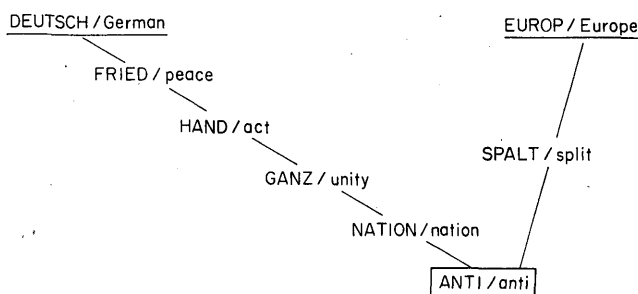 DEUTSCH/German
EUROP/Europe
FRIED/peace
HAND/act
SPALT/split
GANZ/unity
NATION/nation
ANTI/anti